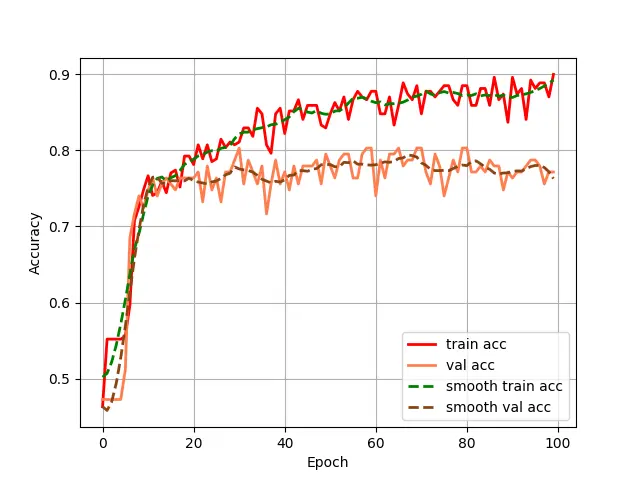 0.9
0.8
0.7
0.6
0.5
Accuracy
train acc
val acc
smooth train acc
smooth val acc
0 20 40 60 80 100
Epoch